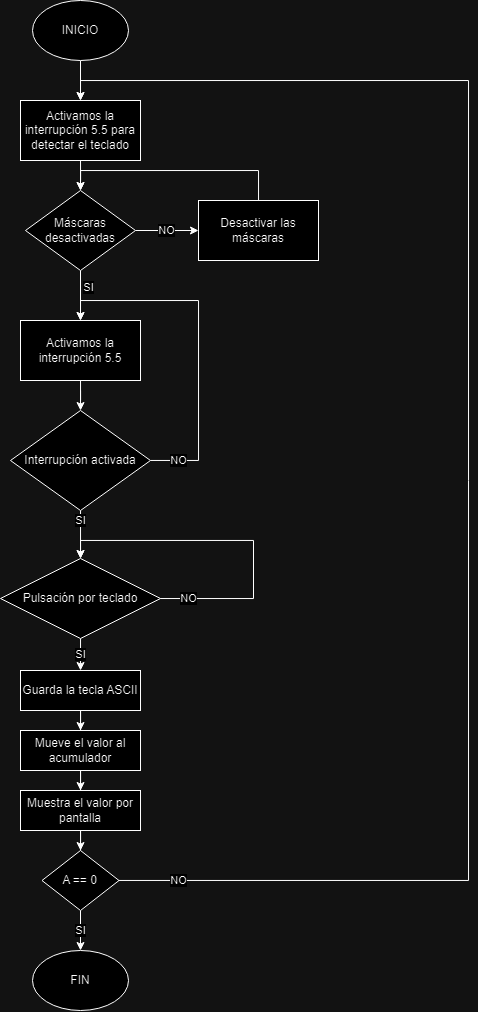 INICIO
Activamos la
interrupción 5.5 para
detectar el teclado
Máscaras
desactivadas
NO
Desactivar las
máscaras
SI
Activamos la
interrupción 5.5
Interrupción activada
NO
SI
Pulsación por teclado
NO
SI
Guarda la tecla ASCII
Mueve el valor al
acumulador
Muestra el valor por
pantalla
A == 0
NO
SI
FIN